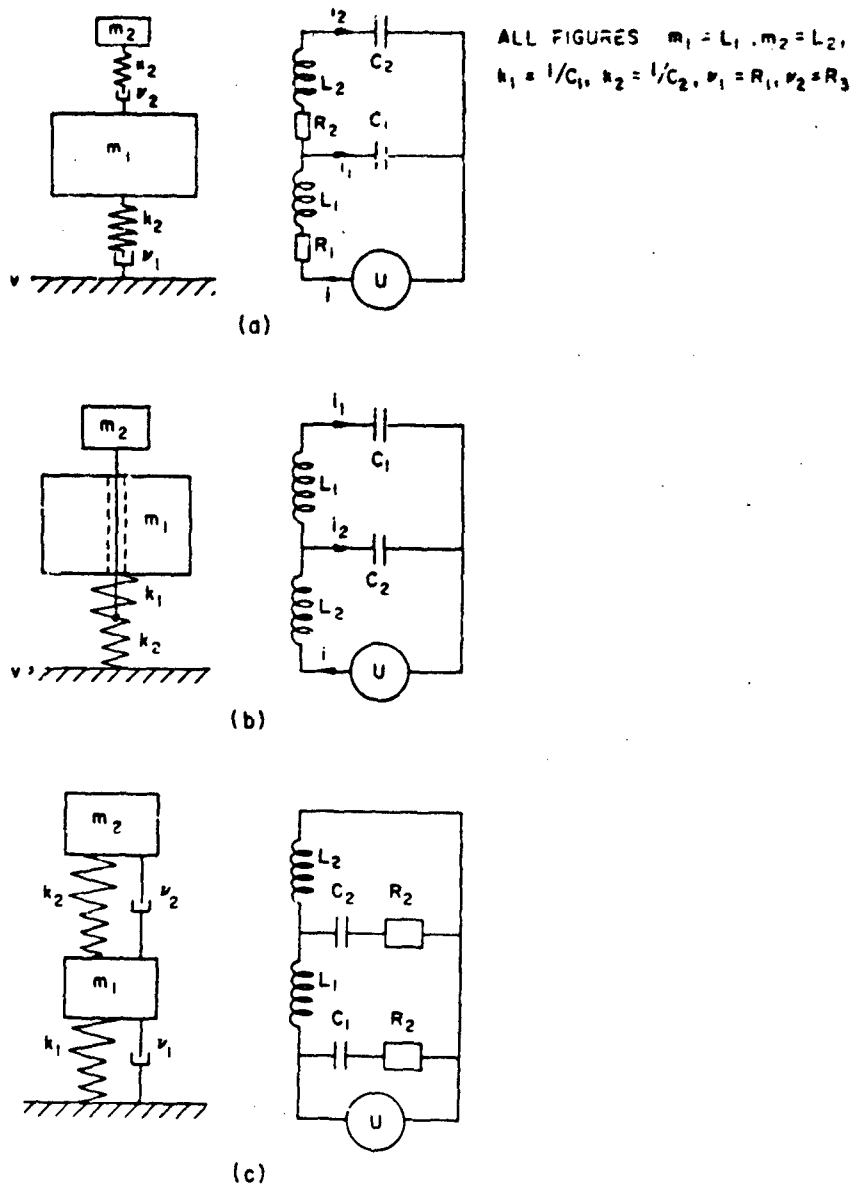 ALL FIGURES m₁ = L₁, m₂ = L₂,
k₁ = 1/C₁, k₂ = 1/C₂, ν₁ = R₁, ν₂ = R₃
m₂
κ₂
ν₂
m₁
k₂
ν₁
v
i₂
C₂
L₂
R₂
C₁
i₁
L₁
R₁
i
U
(a)
m₂
m₁
k₁
k₂
v'
i₁
C₁
L₁
i₂
C₂
L₂
i
U
(b)
m₂
k₂
ν₂
m₁
k₁
ν₁
L₂
C₂ R₂
L₁
C₁ R₂
U
(c)